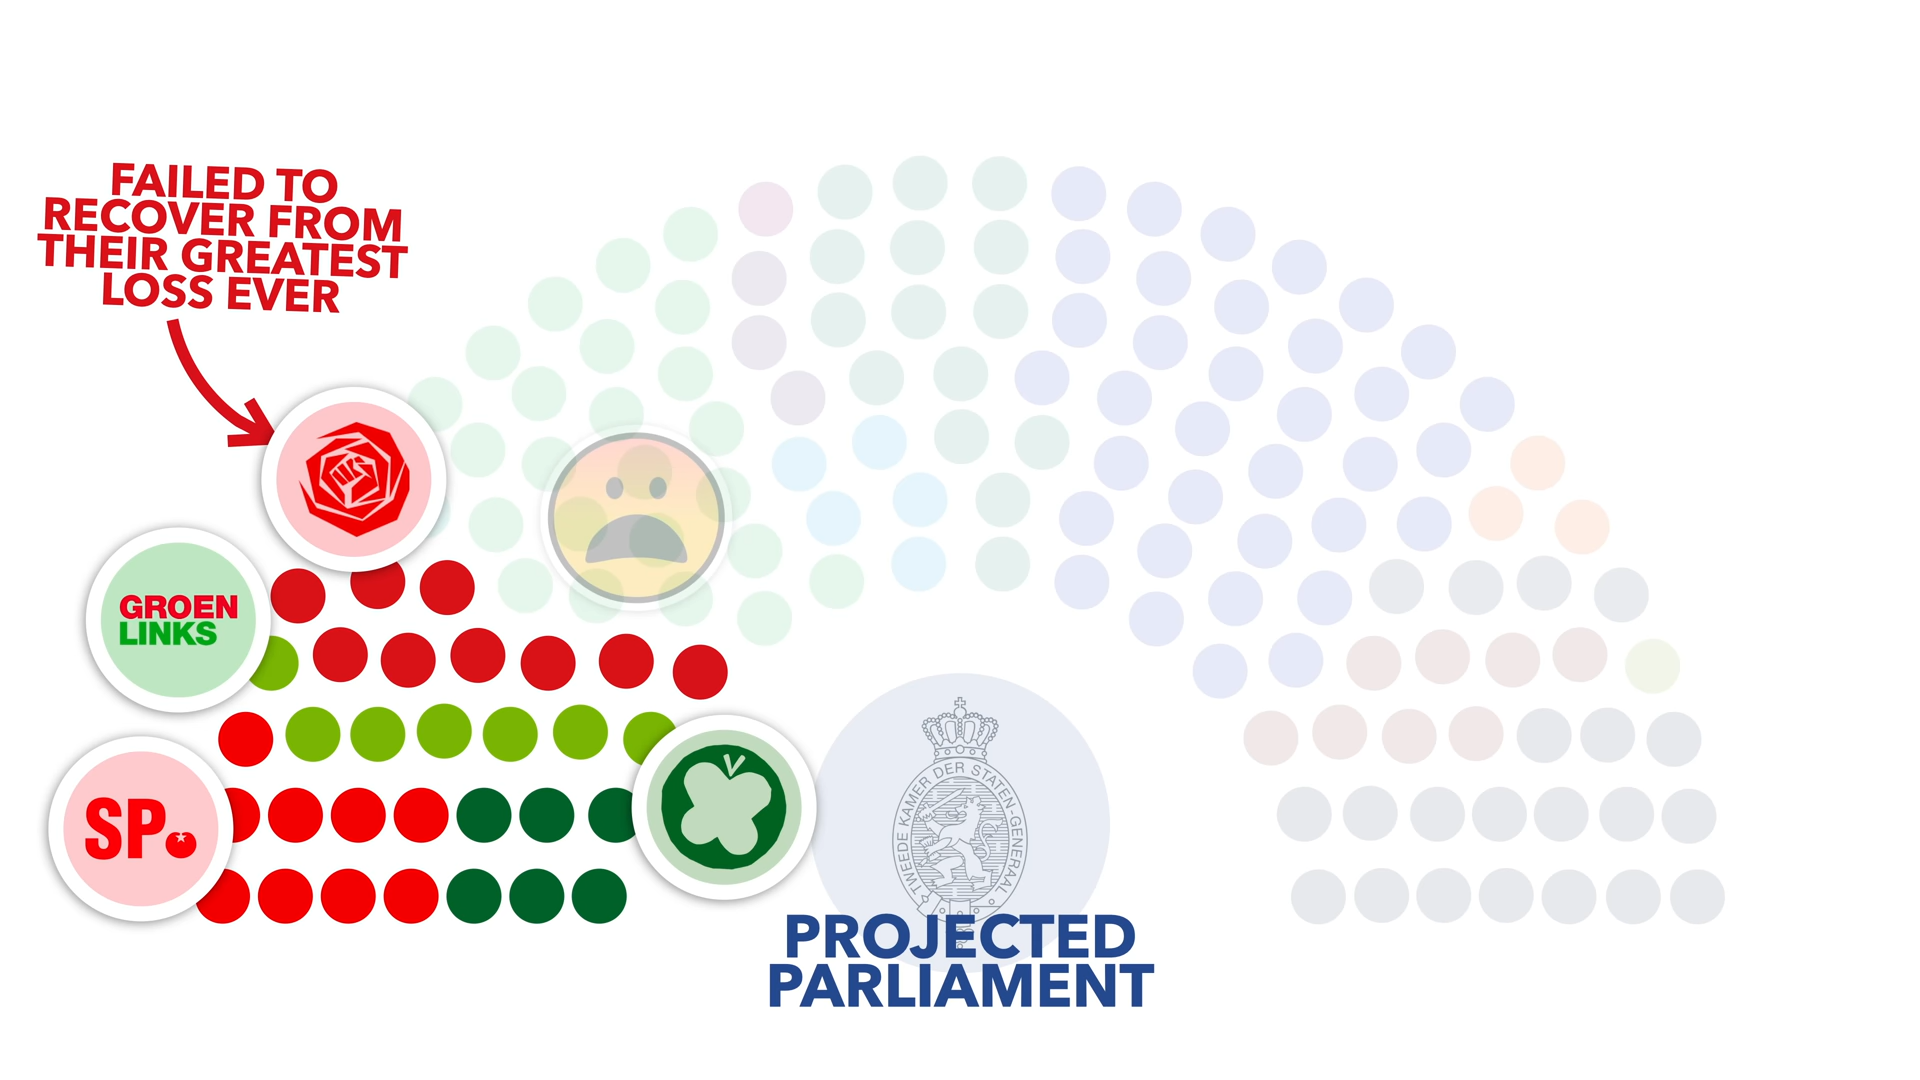 FAILED TO
RECOVER FROM
THEIR GREATEST
LOSS EVER
GROEN
LINKS
SP
V
TWEEDE KAMER DER STATEN-GENERAAL
PROJECTED
PARLIAMENT